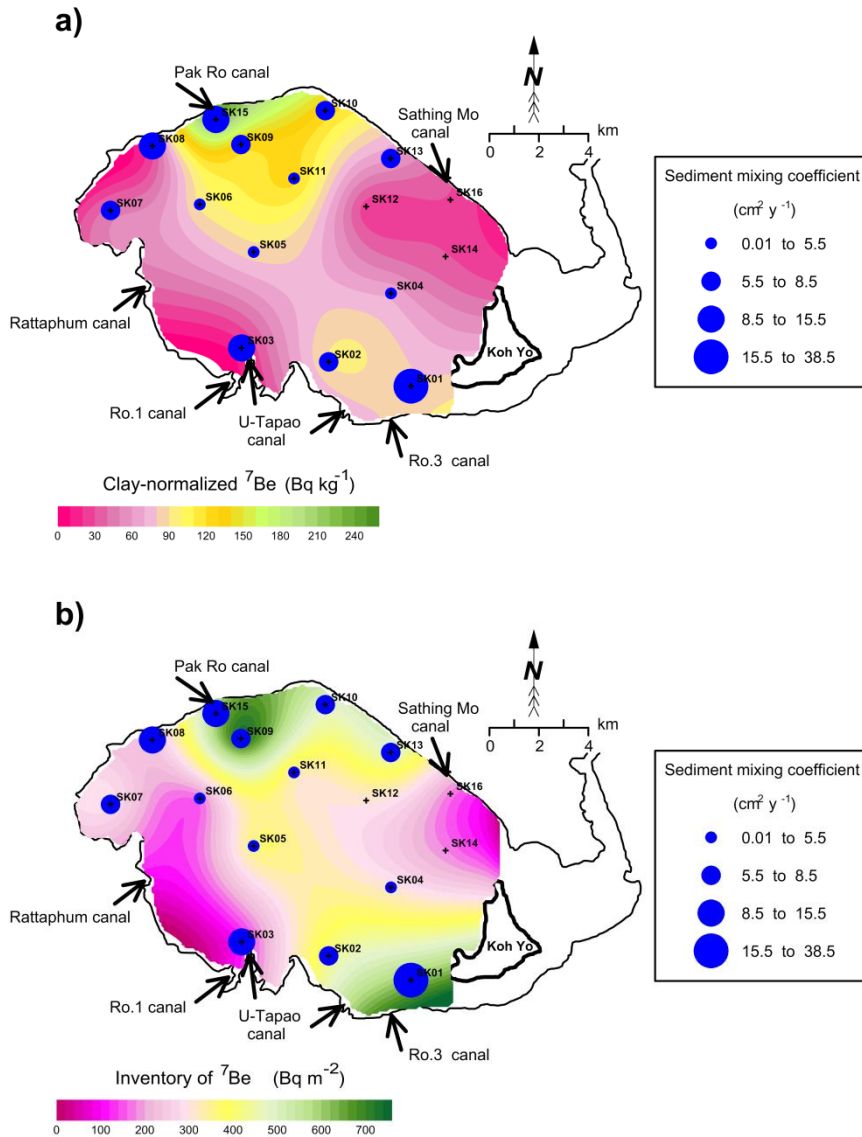 a)
Pak Ro canal
SK10
Sathing Mo
canal
N
km
0 2 4
SK15
SK09
SK08
SK13
SK11
SK16
SK06
SK12
SK07
SK05
SK14
SK04
Rattaphum canal
SK03
SK02
Koh Yo
SK01
Ro.1 canal
U-Tapao
canal
Ro.3 canal
Sediment mixing coefficient
(cm² y⁻¹)
0.01 to 5.5
5.5 to 8.5
8.5 to 15.5
15.5 to 38.5
Clay-normalized ⁷Be (Bq kg⁻¹)
0 30 60 90 120 150 180 210 240
b)
Pak Ro canal
SK10
Sathing Mo
canal
N
km
0 2 4
SK15
SK09
SK08
SK13
SK11
SK16
SK06
SK12
SK07
SK05
SK14
SK04
Rattaphum canal
SK03
SK02
Koh Yo
SK01
Ro.1 canal
U-Tapao
canal
Ro.3 canal
Sediment mixing coefficient
(cm² y⁻¹)
0.01 to 5.5
5.5 to 8.5
8.5 to 15.5
15.5 to 38.5
Inventory of ⁷Be (Bq m⁻²)
0 100 200 300 400 500 600 700